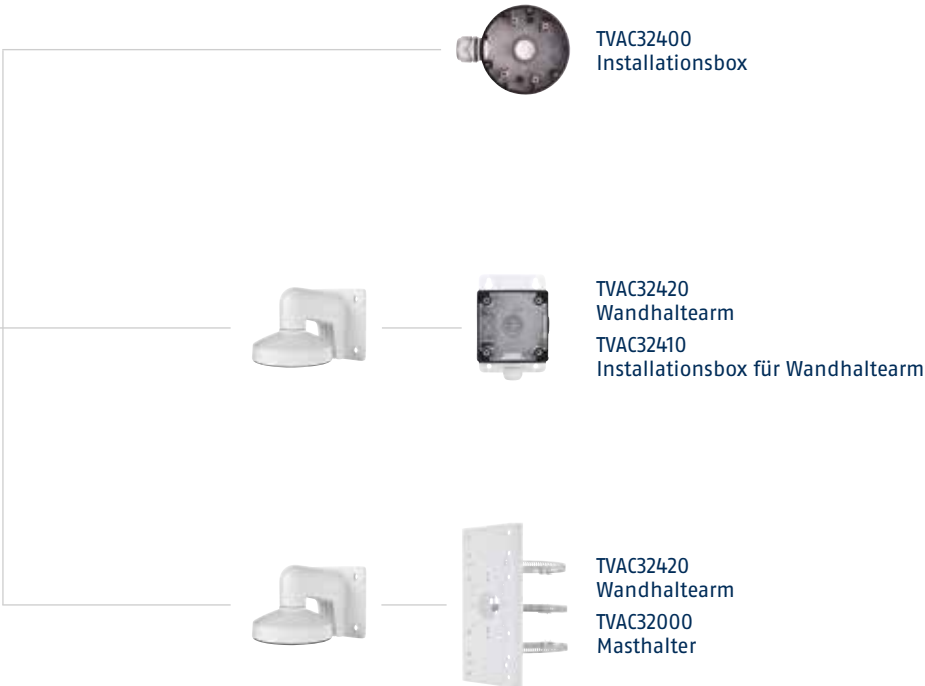 TVAC32400
Installationsbox
TVAC32420
Wandhaltearm
TVAC32410
Installationsbox für Wandhaltearm
TVAC32420
Wandhaltearm
TVAC32000
Masthalter